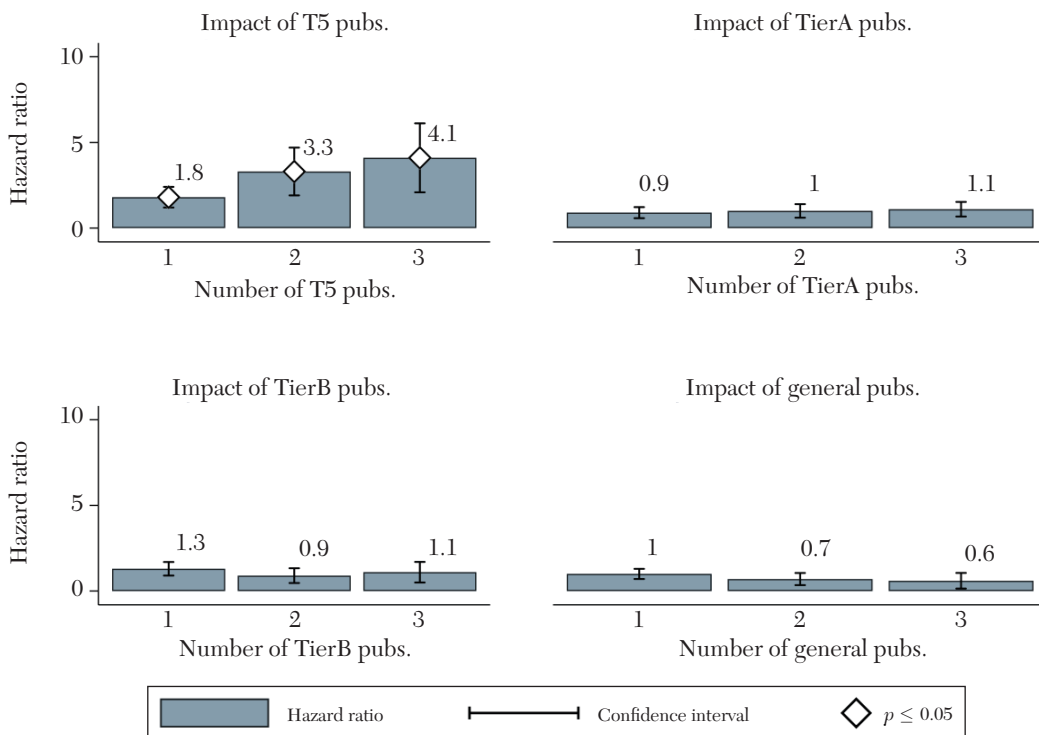 Impact of T5 pubs.
10
5
0
Hazard ratio
1.8
3.3
4.1
1 2 3
Number of T5 pubs.
Impact of TierA pubs.
0.9
1
1.1
1 2 3
Number of TierA pubs.
Impact of TierB pubs.
10
5
0
Hazard ratio
1.3
0.9
1.1
1 2 3
Number of TierB pubs.
Impact of general pubs.
1
0.7
0.6
1 2 3
Number of general pubs.
Hazard ratio
Confidence interval
p ≤ 0.05